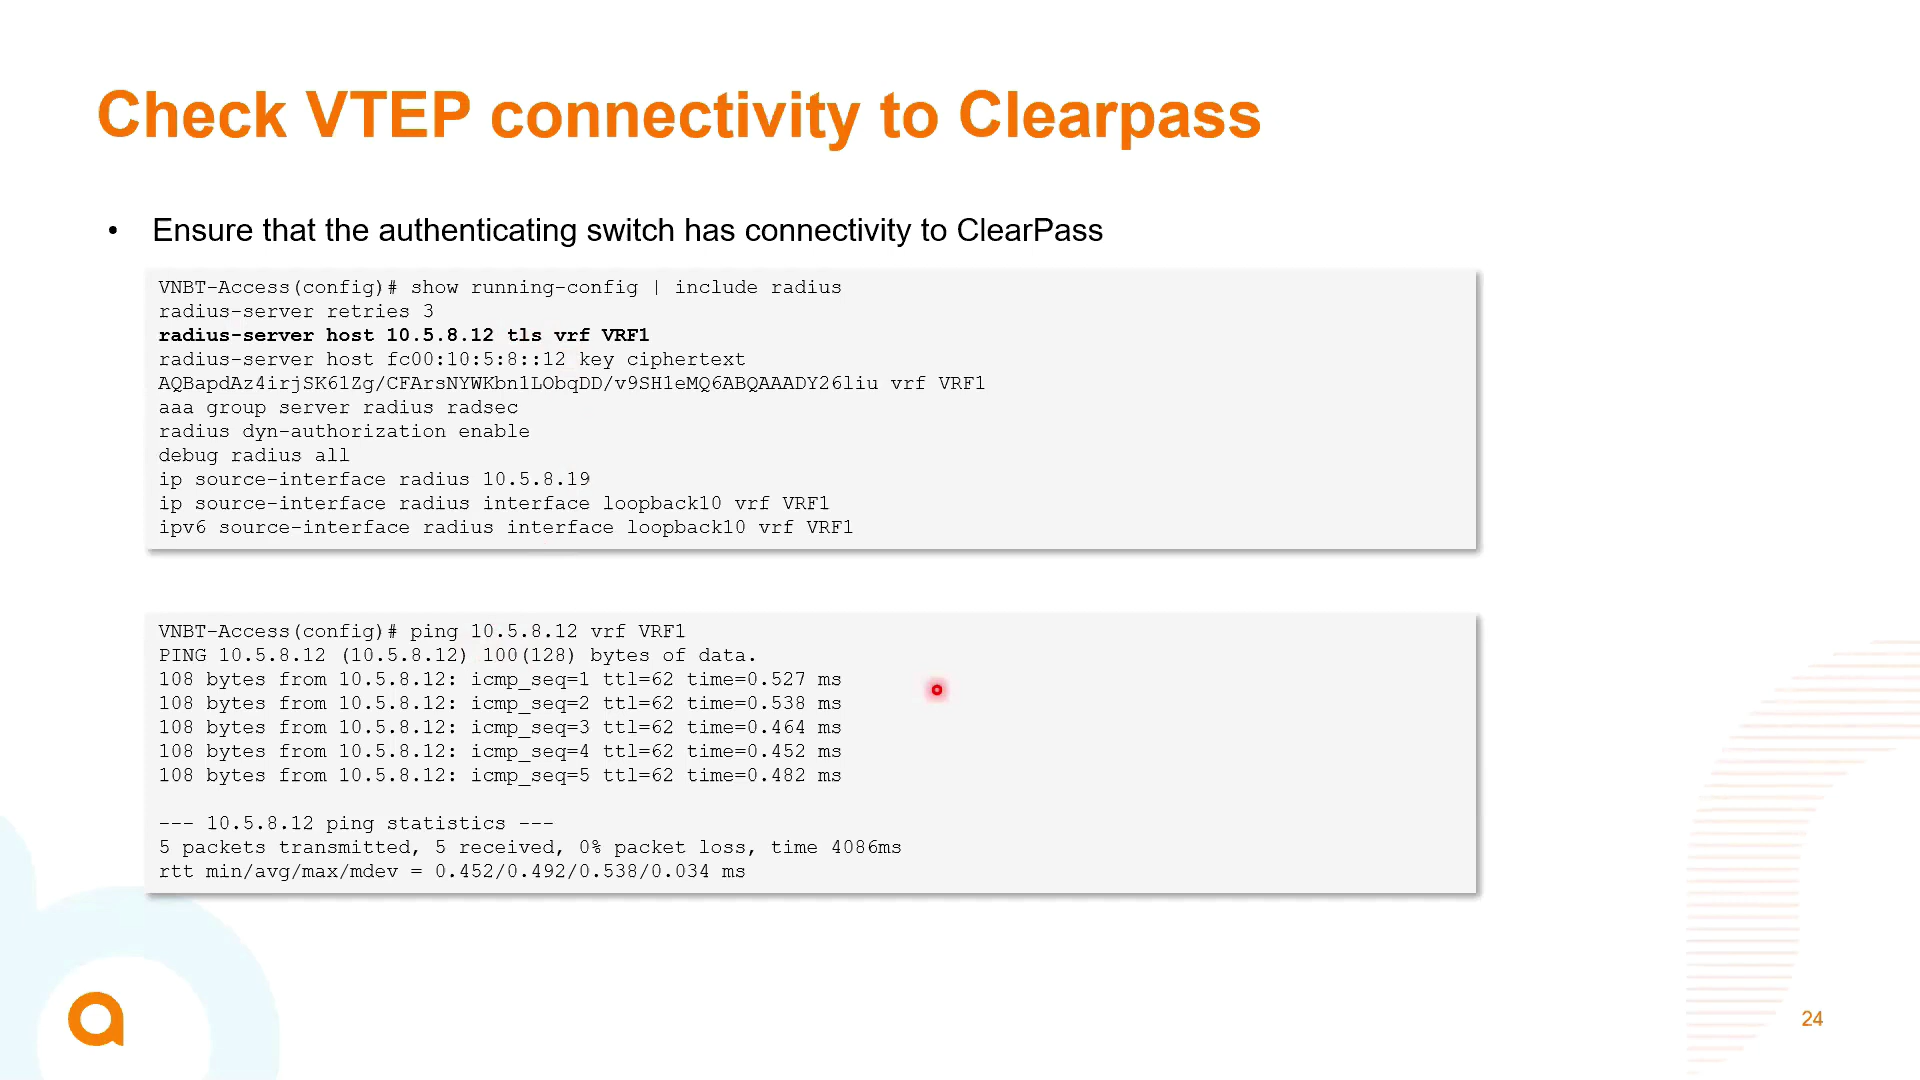 Check VTEP connectivity to Clearpass
• Ensure that the authenticating switch has connectivity to ClearPass
VNBT-Access(config)# show running-config | include radius
radius-server retries 3
radius-server host 10.5.8.12 tls vrf VRF1
radius-server host fc00:10:5:8::12 key ciphertext
AQBapdAz4irjSK61Zg/CFArsNYWKbn1LObqDD/v9SH1eMQ6ABQAAADY26liu vrf VRF1
aaa group server radius radsec
radius dyn-authorization enable
debug radius all
ip source-interface radius 10.5.8.19
ip source-interface radius interface loopback10 vrf VRF1
ipv6 source-interface radius interface loopback10 vrf VRF1
VNBT-Access(config)# ping 10.5.8.12 vrf VRF1
PING 10.5.8.12 (10.5.8.12) 100(128) bytes of data.
108 bytes from 10.5.8.12: icmp_seq=1 ttl=62 time=0.527 ms
108 bytes from 10.5.8.12: icmp_seq=2 ttl=62 time=0.538 ms
108 bytes from 10.5.8.12: icmp_seq=3 ttl=62 time=0.464 ms
108 bytes from 10.5.8.12: icmp_seq=4 ttl=62 time=0.452 ms
108 bytes from 10.5.8.12: icmp_seq=5 ttl=62 time=0.482 ms
--- 10.5.8.12 ping statistics ---
5 packets transmitted, 5 received, 0% packet loss, time 4086ms
rtt min/avg/max/mdev = 0.452/0.492/0.538/0.034 ms
24